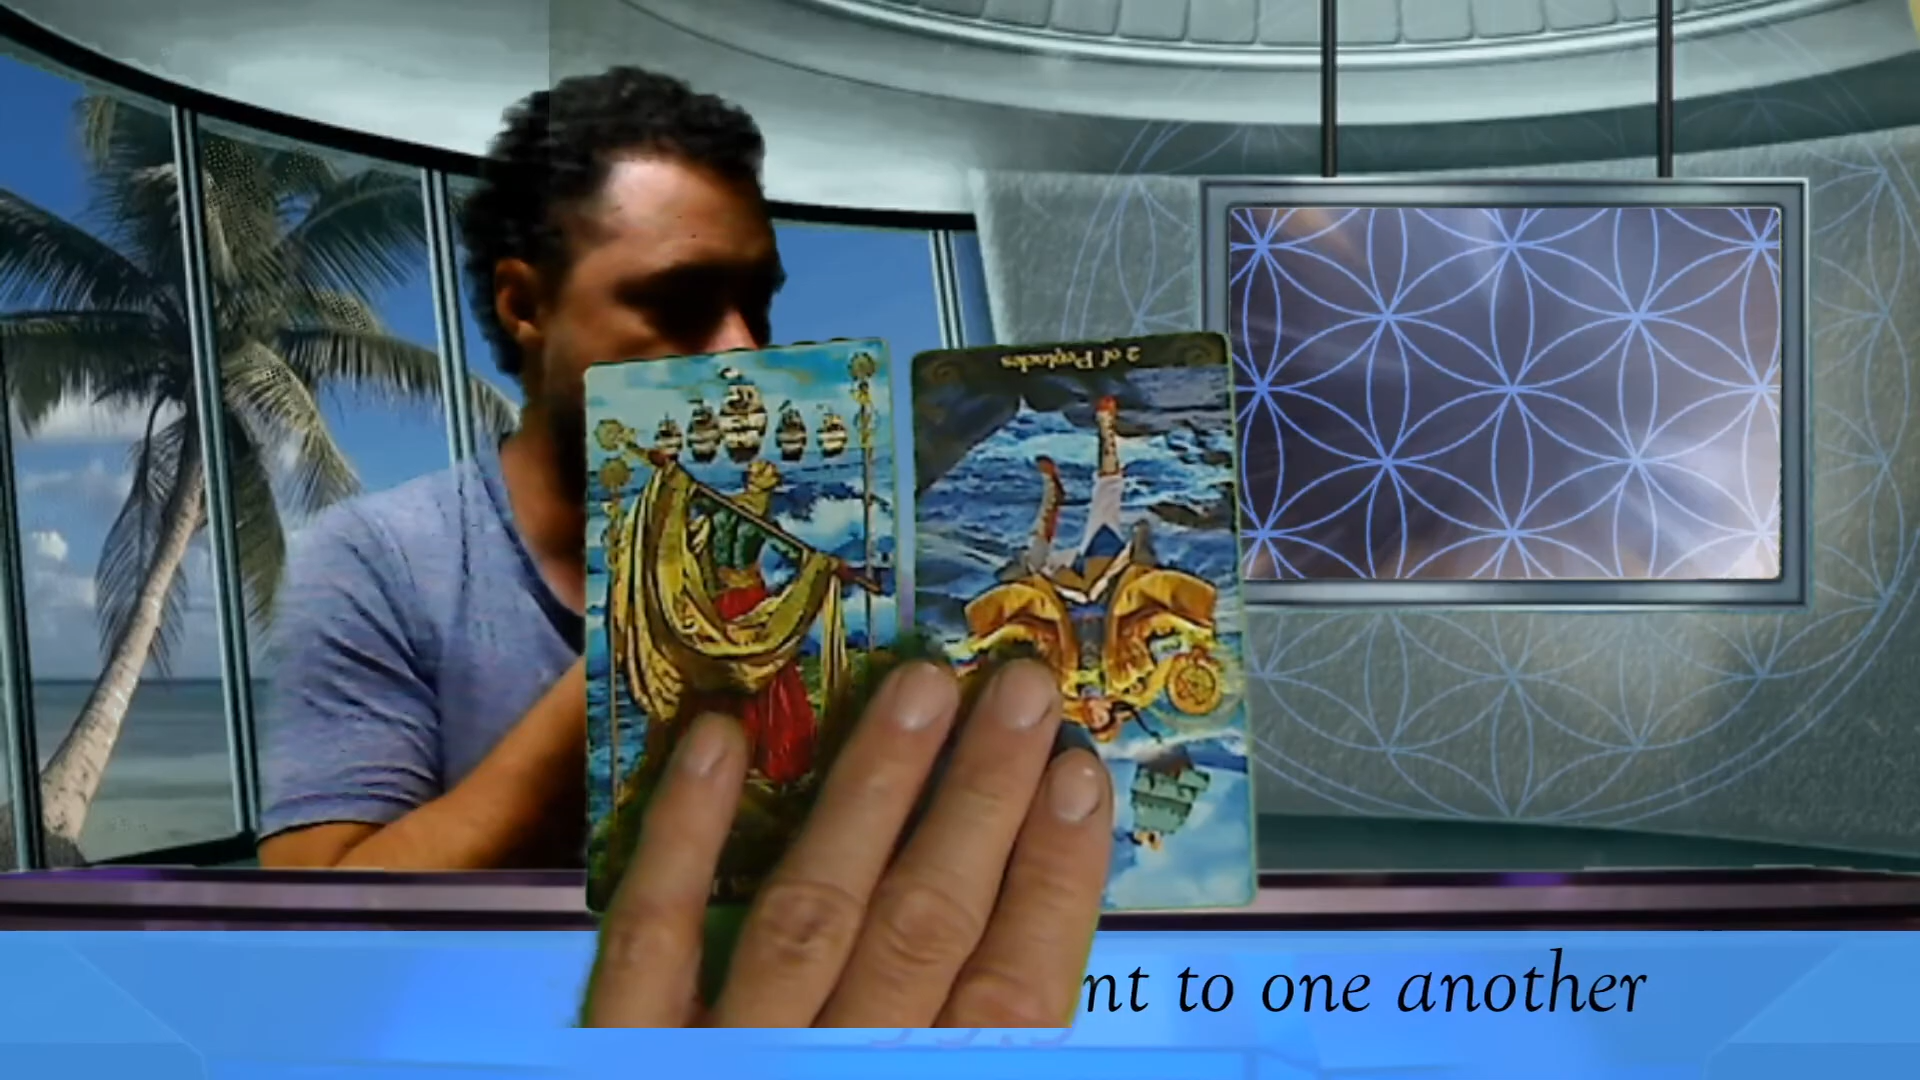 2 of Pentacles
nt to one another